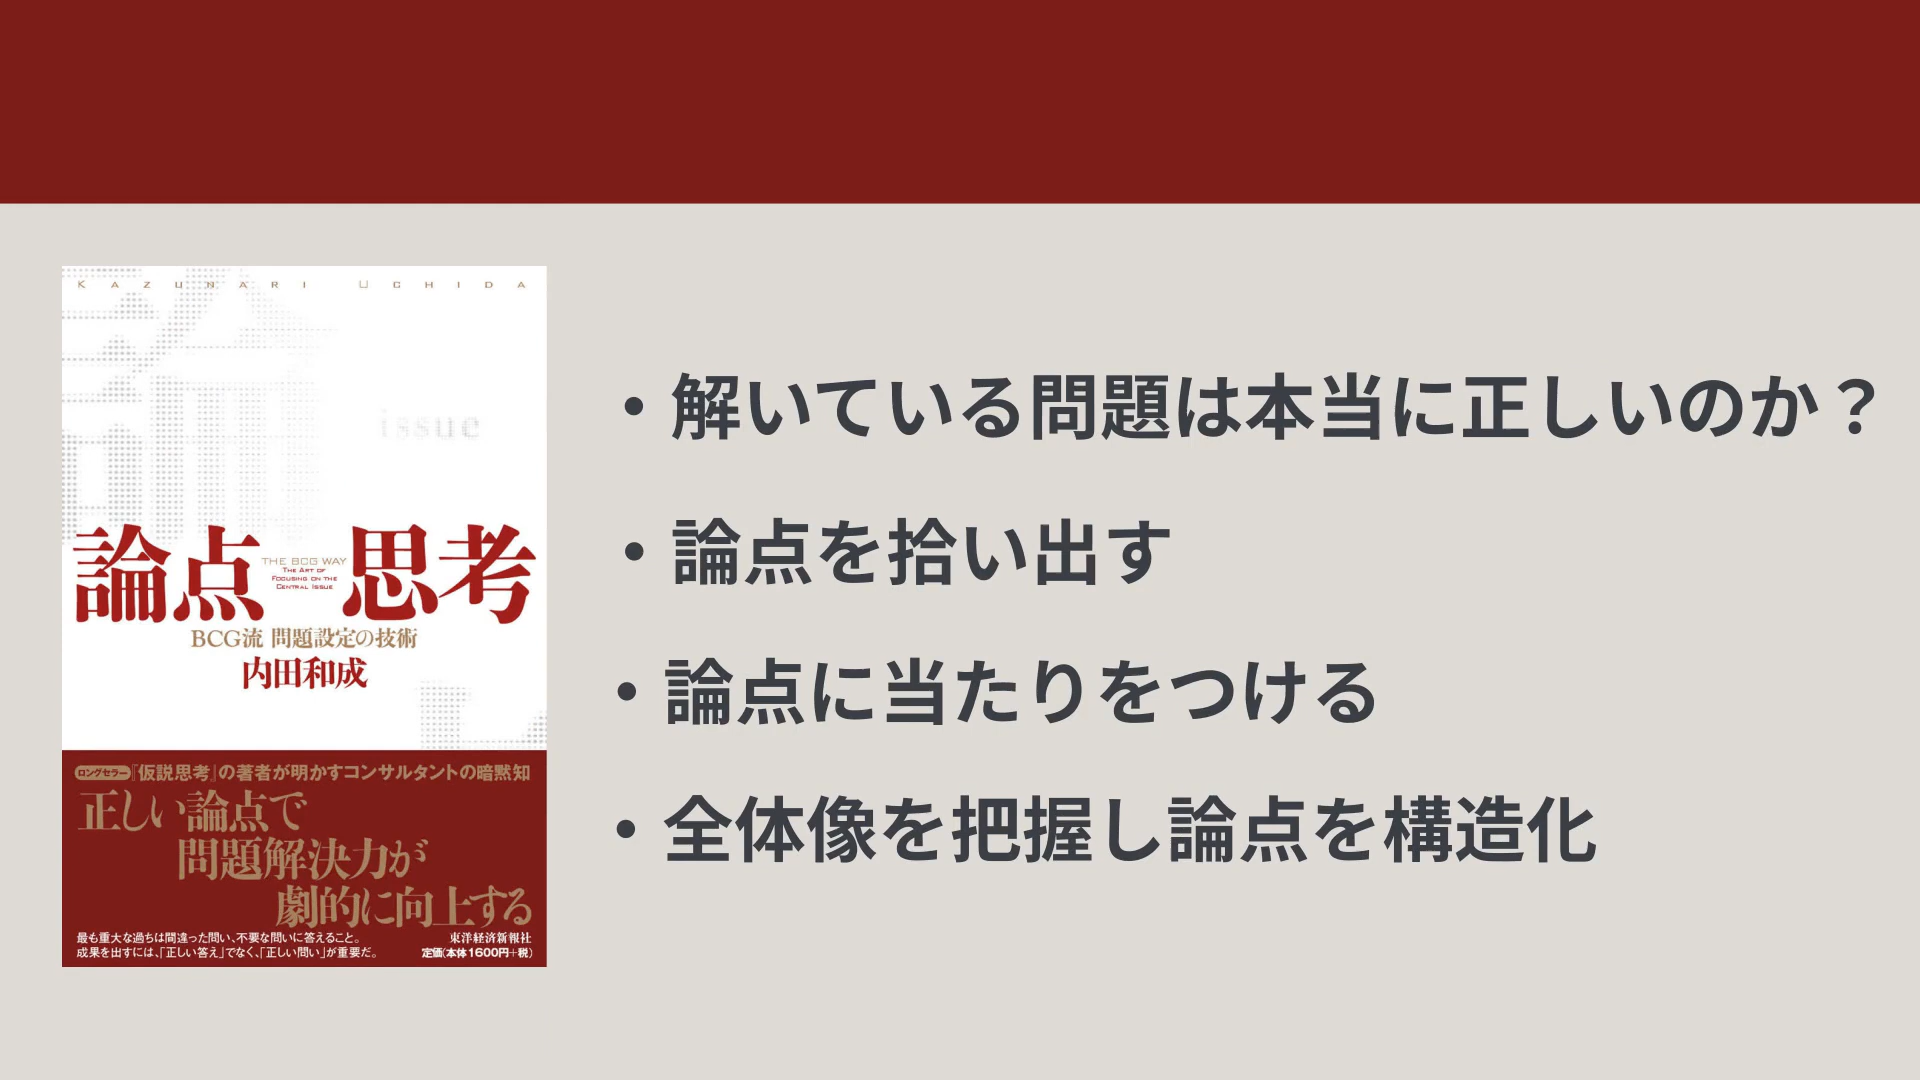 KAZUNARI UCHIDA
issue
論点思考
THE BCG WAY
THE ART OF
FOCUSING ON THE
CENTRAL ISSUE
BCG流 問題設定の技術
内田和成
ロングセラー『仮説思考』の著者が明かすコンサルタントの暗黙知
正しい論点で
問題解決力が
劇的に向上する
最も重大な過ちは間違った問い、不要な問いに答えること。
成果を出すには、「正しい答え」でなく、「正しい問い」が重要だ。
東洋経済新報社
定価(本体1600円+税)
・解いている問題は本当に正しいのか？
・論点を拾い出す
・論点に当たりをつける
・全体像を把握し論点を構造化